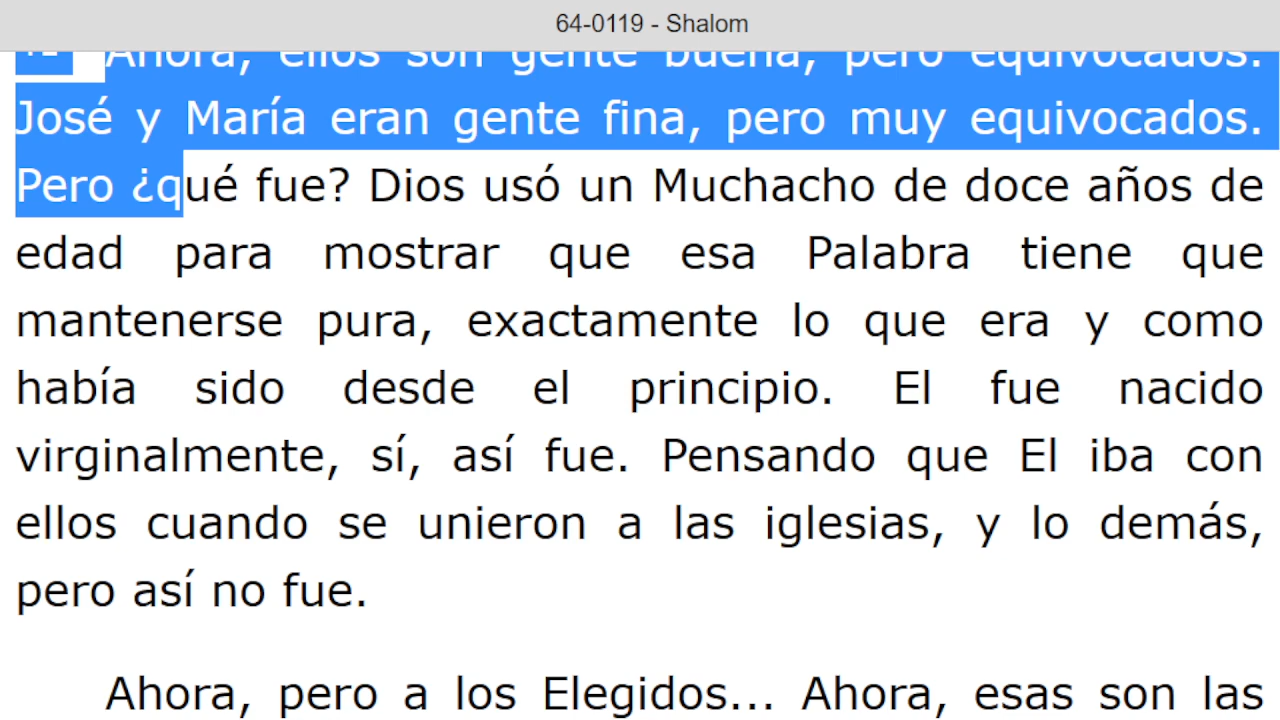 64-0119 - Shalom
Ahora, ellos son gente buena, pero equivocados.
José y María eran gente fina, pero muy equivocados.
Pero ¿qué fue? Dios usó un Muchacho de doce años de
edad para mostrar que esa Palabra tiene que
mantenerse pura, exactamente lo que era y como
había sido desde el principio. El fue nacido
virginalmente, sí, así fue. Pensando que El iba con
ellos cuando se unieron a las iglesias, y lo demás,
pero así no fue.
Ahora, pero a los Elegidos... Ahora, esas son las